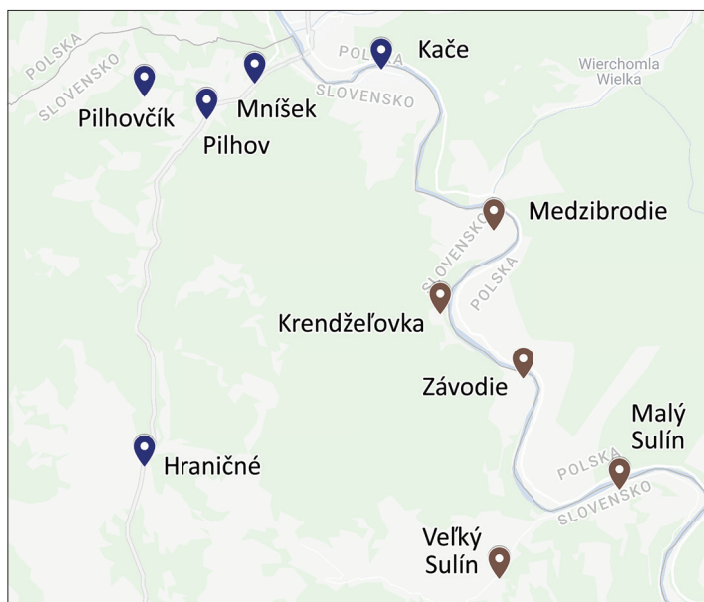 POLSKA
SLOVENSKO
Pilhovčík
Pilhov
Mníšek
POLSKA
SLOVENSKO
Kače
Wierchomla
Wielka
Medzibrodie
SLOVENSKO
POLSKA
Krendžeľovka
Závodie
Malý
Sulín
POLSKA
SLOVENSKO
Hraničné
Veľký
Sulín